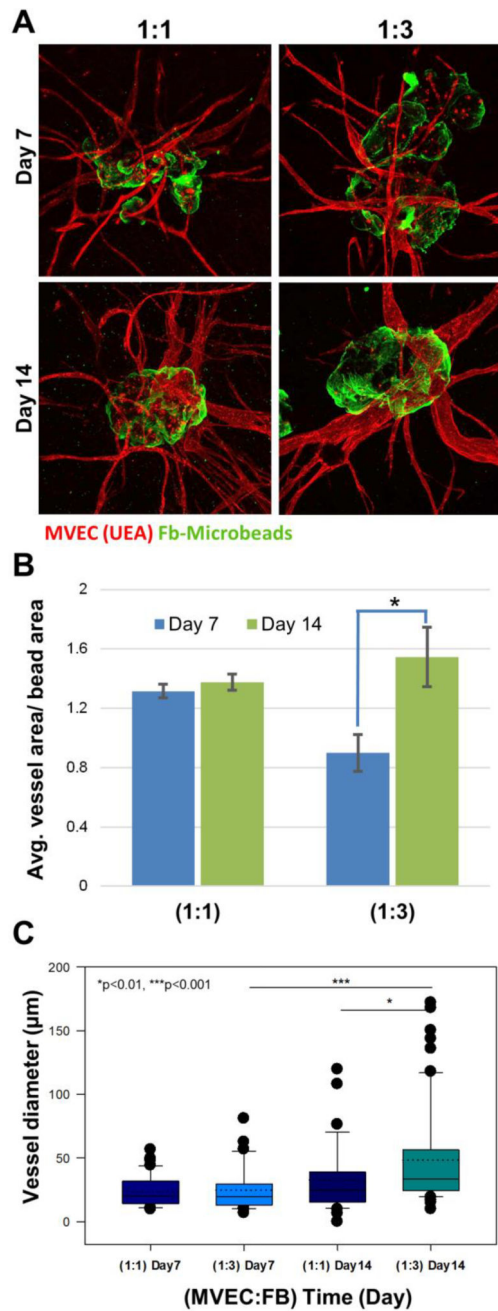 A
1:1
1:3
Day 7
Day 14
MVEC (UEA) Fb-Microbeads
B
2
1.6
1.2
0.8
0.4
0
Avg. vessel area/ bead area
Day 7
Day 14
*
(1:1)
(1:3)
C
200
150
100
50
0
Vessel diameter (µm)
*p<0.01, ***p<0.001
***
*
(1:1) Day7
(1:3) Day7
(1:1) Day14
(1:3) Day14
(MVEC:FB) Time (Day)